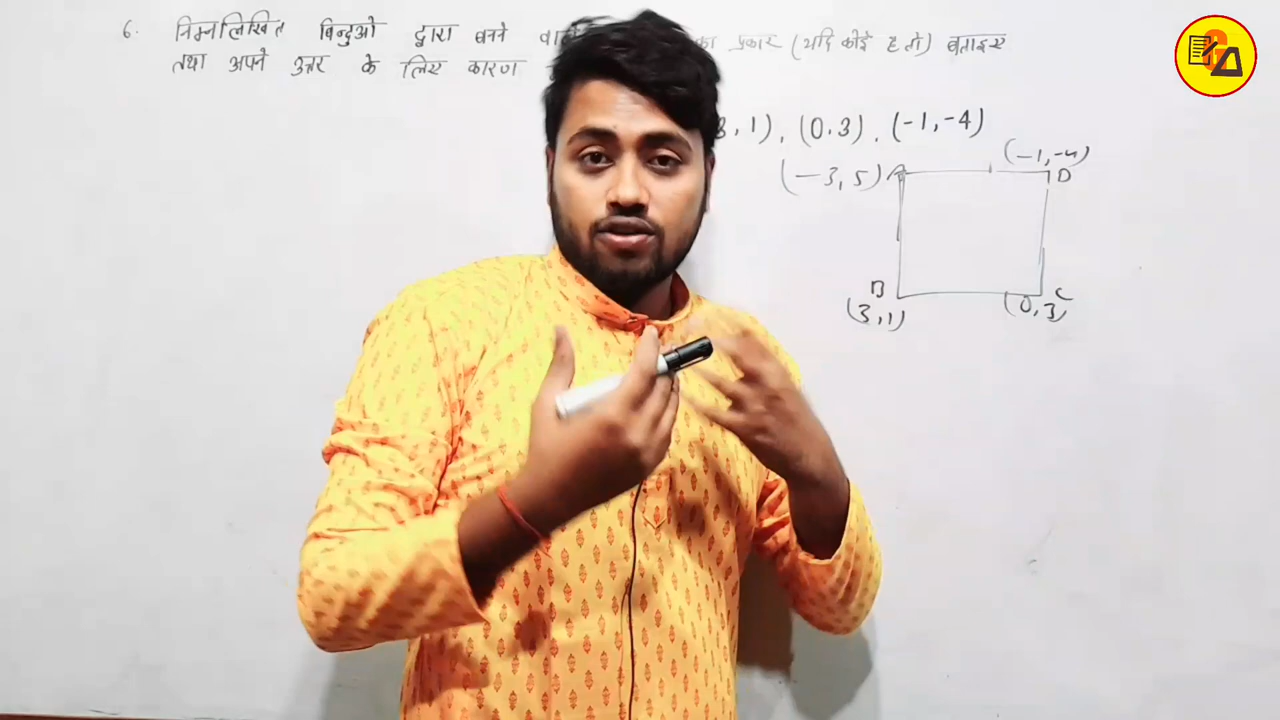 6. निम्नलिखित बिन्दुओ द्वारा बनने का प्रकार (यदि कोई है तो) बताइए
तथा अपने उत्तर के लिए कारण
3, 1), (0,3), (-1,-4)
(-1,-4)
(-3, 5) A D
B C
(3,1) (0,3)